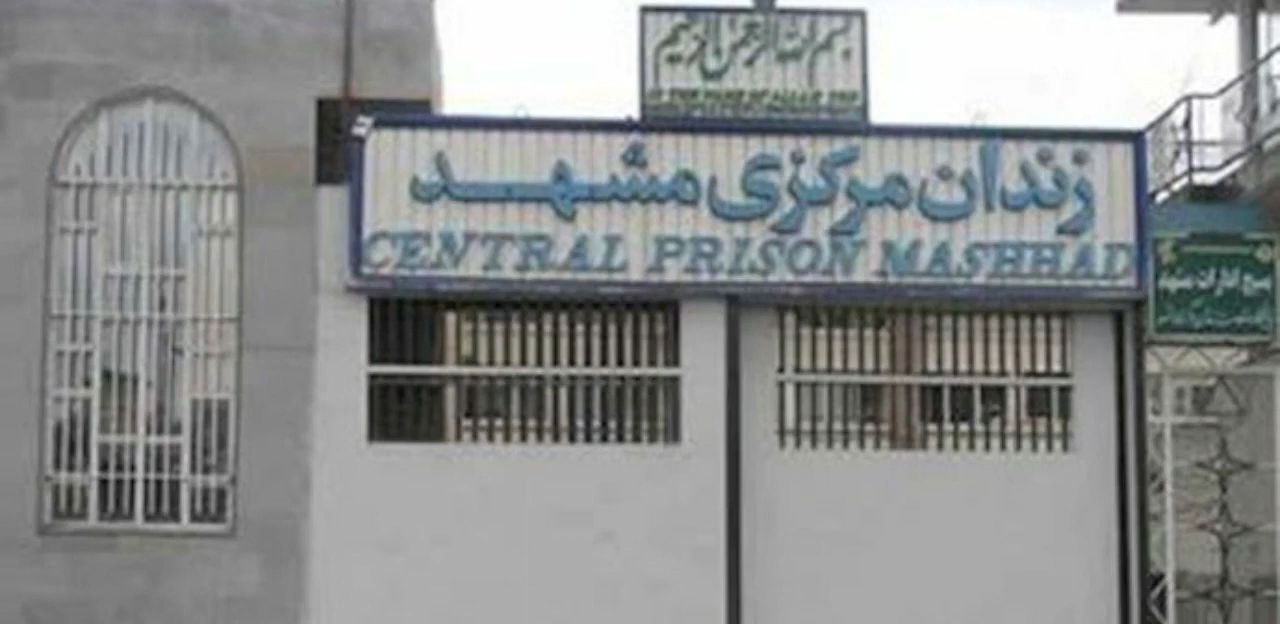 بسم الله الرحمن الرحیم
زندان مرکزی مشهد
CENTRAL PRISON MASHHAD